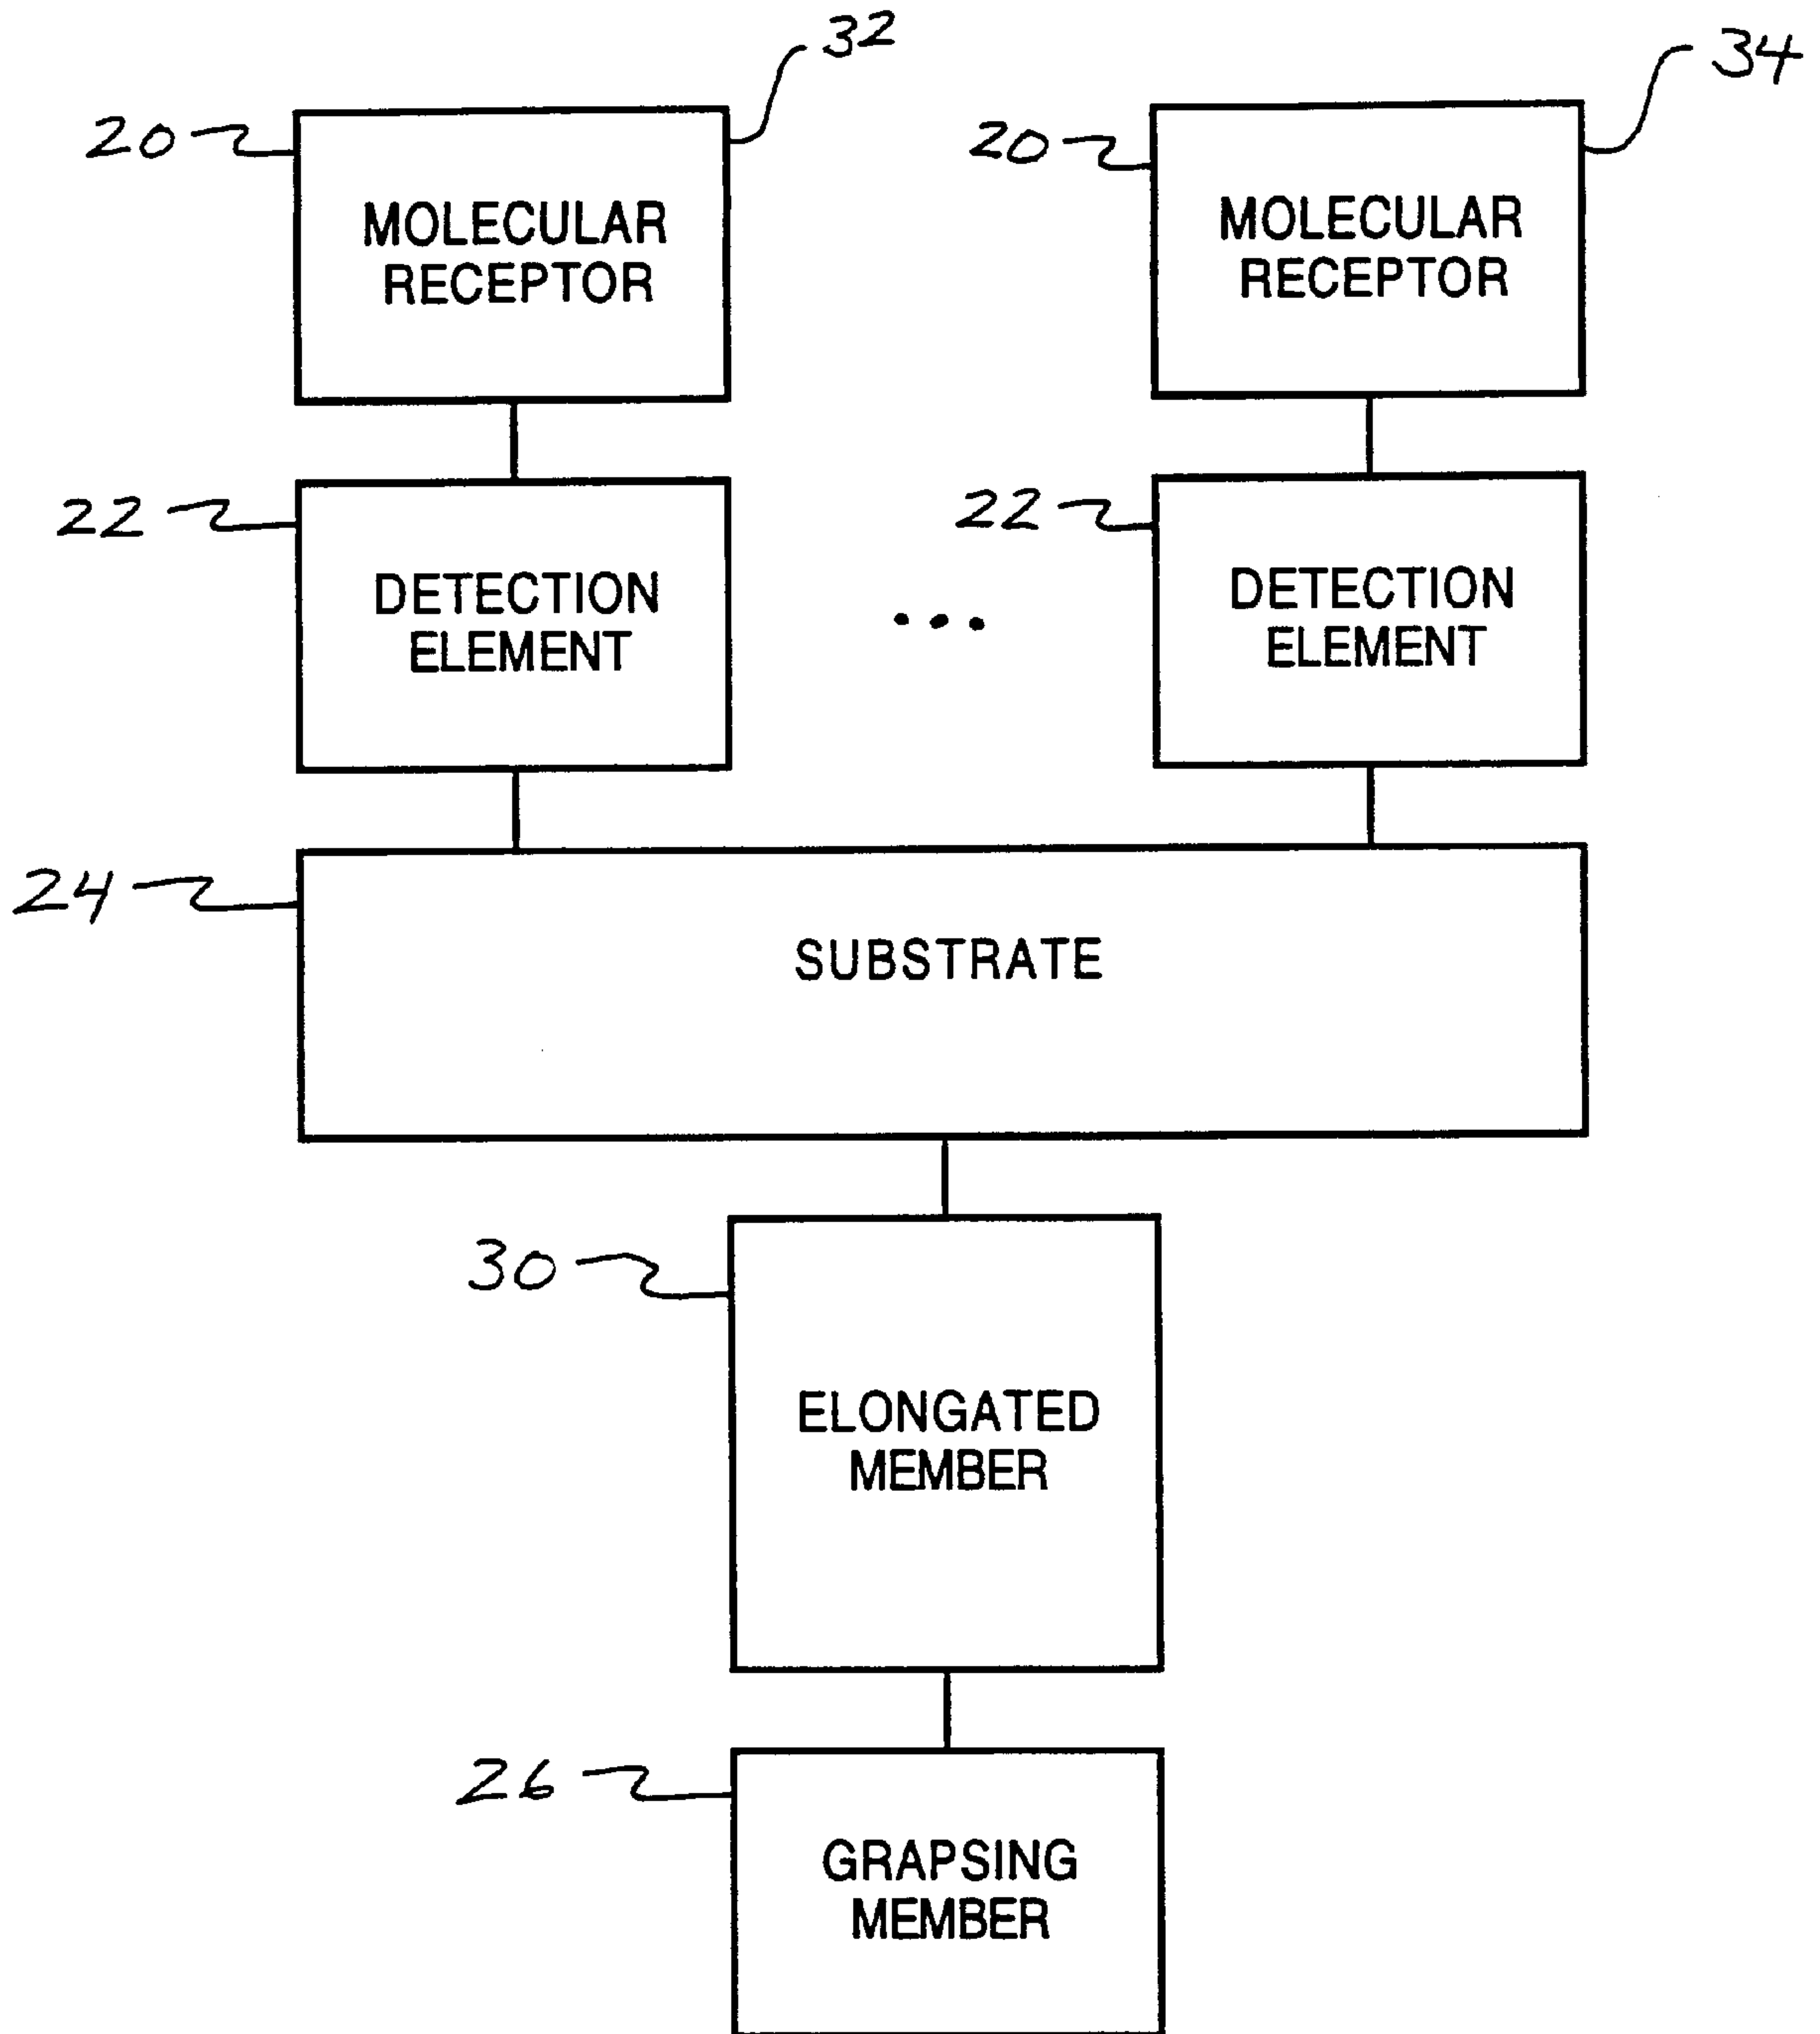 32
34
20
20
MOLECULAR
RECEPTOR
MOLECULAR
RECEPTOR
22
22
DETECTION
ELEMENT
...
DETECTION
ELEMENT
24
SUBSTRATE
30
ELONGATED
MEMBER
26
GRAPSING
MEMBER